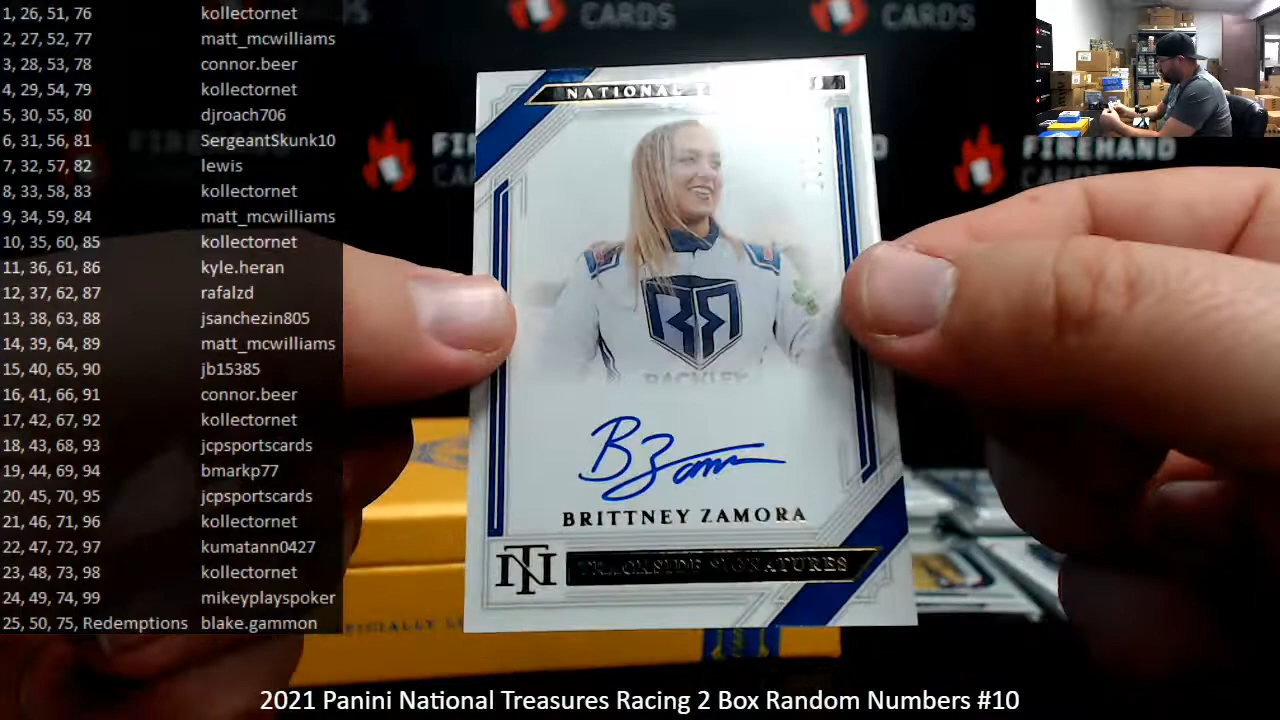 1, 26, 51, 76 kollectornet
2, 27, 52, 77 matt_mcwilliams
3, 28, 53, 78 connor.beer
4, 29, 54, 79 kollectornet
5, 30, 55, 80 djroach706
6, 31, 56, 81 SergeantSkunk10
7, 32, 57, 82 lewis
8, 33, 58, 83 kollectornet
9, 34, 59, 84 matt_mcwilliams
10, 35, 60, 85 kollectornet
11, 36, 61, 86 kyle.heran
12, 37, 62, 87 rafalzd
13, 38, 63, 88 jsanchezin805
14, 39, 64, 89 matt_mcwilliams
15, 40, 65, 90 jb15385
16, 41, 66, 91 connor.beer
17, 42, 67, 92 kollectornet
18, 43, 68, 93 jcpsportscards
19, 44, 69, 94 bmarkp77
20, 45, 70, 95 jcpsportscards
21, 46, 71, 96 kollectornet
22, 47, 72, 97 kumatann0427
23, 48, 73, 98 kollectornet
24, 49, 74, 99 mikeyplayspoker
25, 50, 75, Redemptions blake.gammon
CARDS
CARDS
FIREHAND
CARDS
NATIONAL
RACKLEY
B Zam
BRITTNEY ZAMORA
NT
TRACKSIDE SIGNATURES
OFFICIALLY
2021 Panini National Treasures Racing 2 Box Random Numbers #10